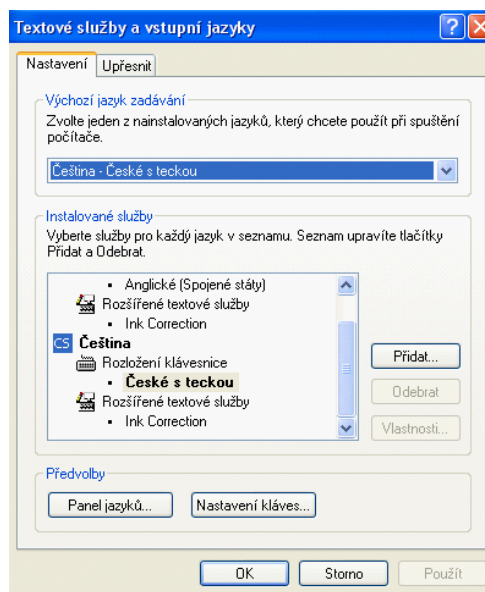 Textové služby a vstupní jazyky
Nastavení Upřesnit
Výchozí jazyk zadávání
Zvolte jeden z nainstalovaných jazyků, který chcete použít při spuštění
počítače.
Čeština - České s teckou
Instalované služby
Vyberte služby pro každý jazyk v seznamu. Seznam upravíte tlačítky
Přidat a Odebrat.
Anglické (Spojené státy)
Rozšířené textové služby
Ink Correction
CS Čeština
Rozložení klávesnice
České s teckou
Rozšířené textové služby
Ink Correction
Přidat...
Odebrat
Vlastnosti...
Předvolby
Panel jazyků... Nastavení kláves...
OK Storno Použít